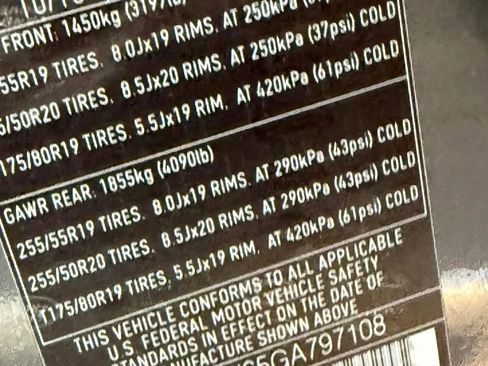 FRONT: 1450kg (3197lb)
55R19 TIRES, 8.0Jx19 RIMS, AT 250kPa
5/50R20 TIRES, 8.5Jx20 RIMS, AT 250kPa (37psi) COLD
T175/80R19 TIRES, 5.5Jx19 RIM, AT 420kPa (61psi) COLD
GAWR REAR: 1855kg (4090lb)
255/55R19 TIRES, 8.0Jx19 RIMS, AT 290kPa (43psi) COLD
255/50R20 TIRES, 8.5Jx20 RIMS, AT 290kPa (43psi) COLD
T175/80R19 TIRES, 5.5Jx19 RIM, AT 420kPa (61psi) COLD
THIS VEHICLE CONFORMS TO ALL APPLICABLE
U.S. FEDERAL MOTOR VEHICLE SAFETY
STANDARDS IN EFFECT ON THE DATE OF
MANUFACTURE SHOWN ABOVE
5GA797108